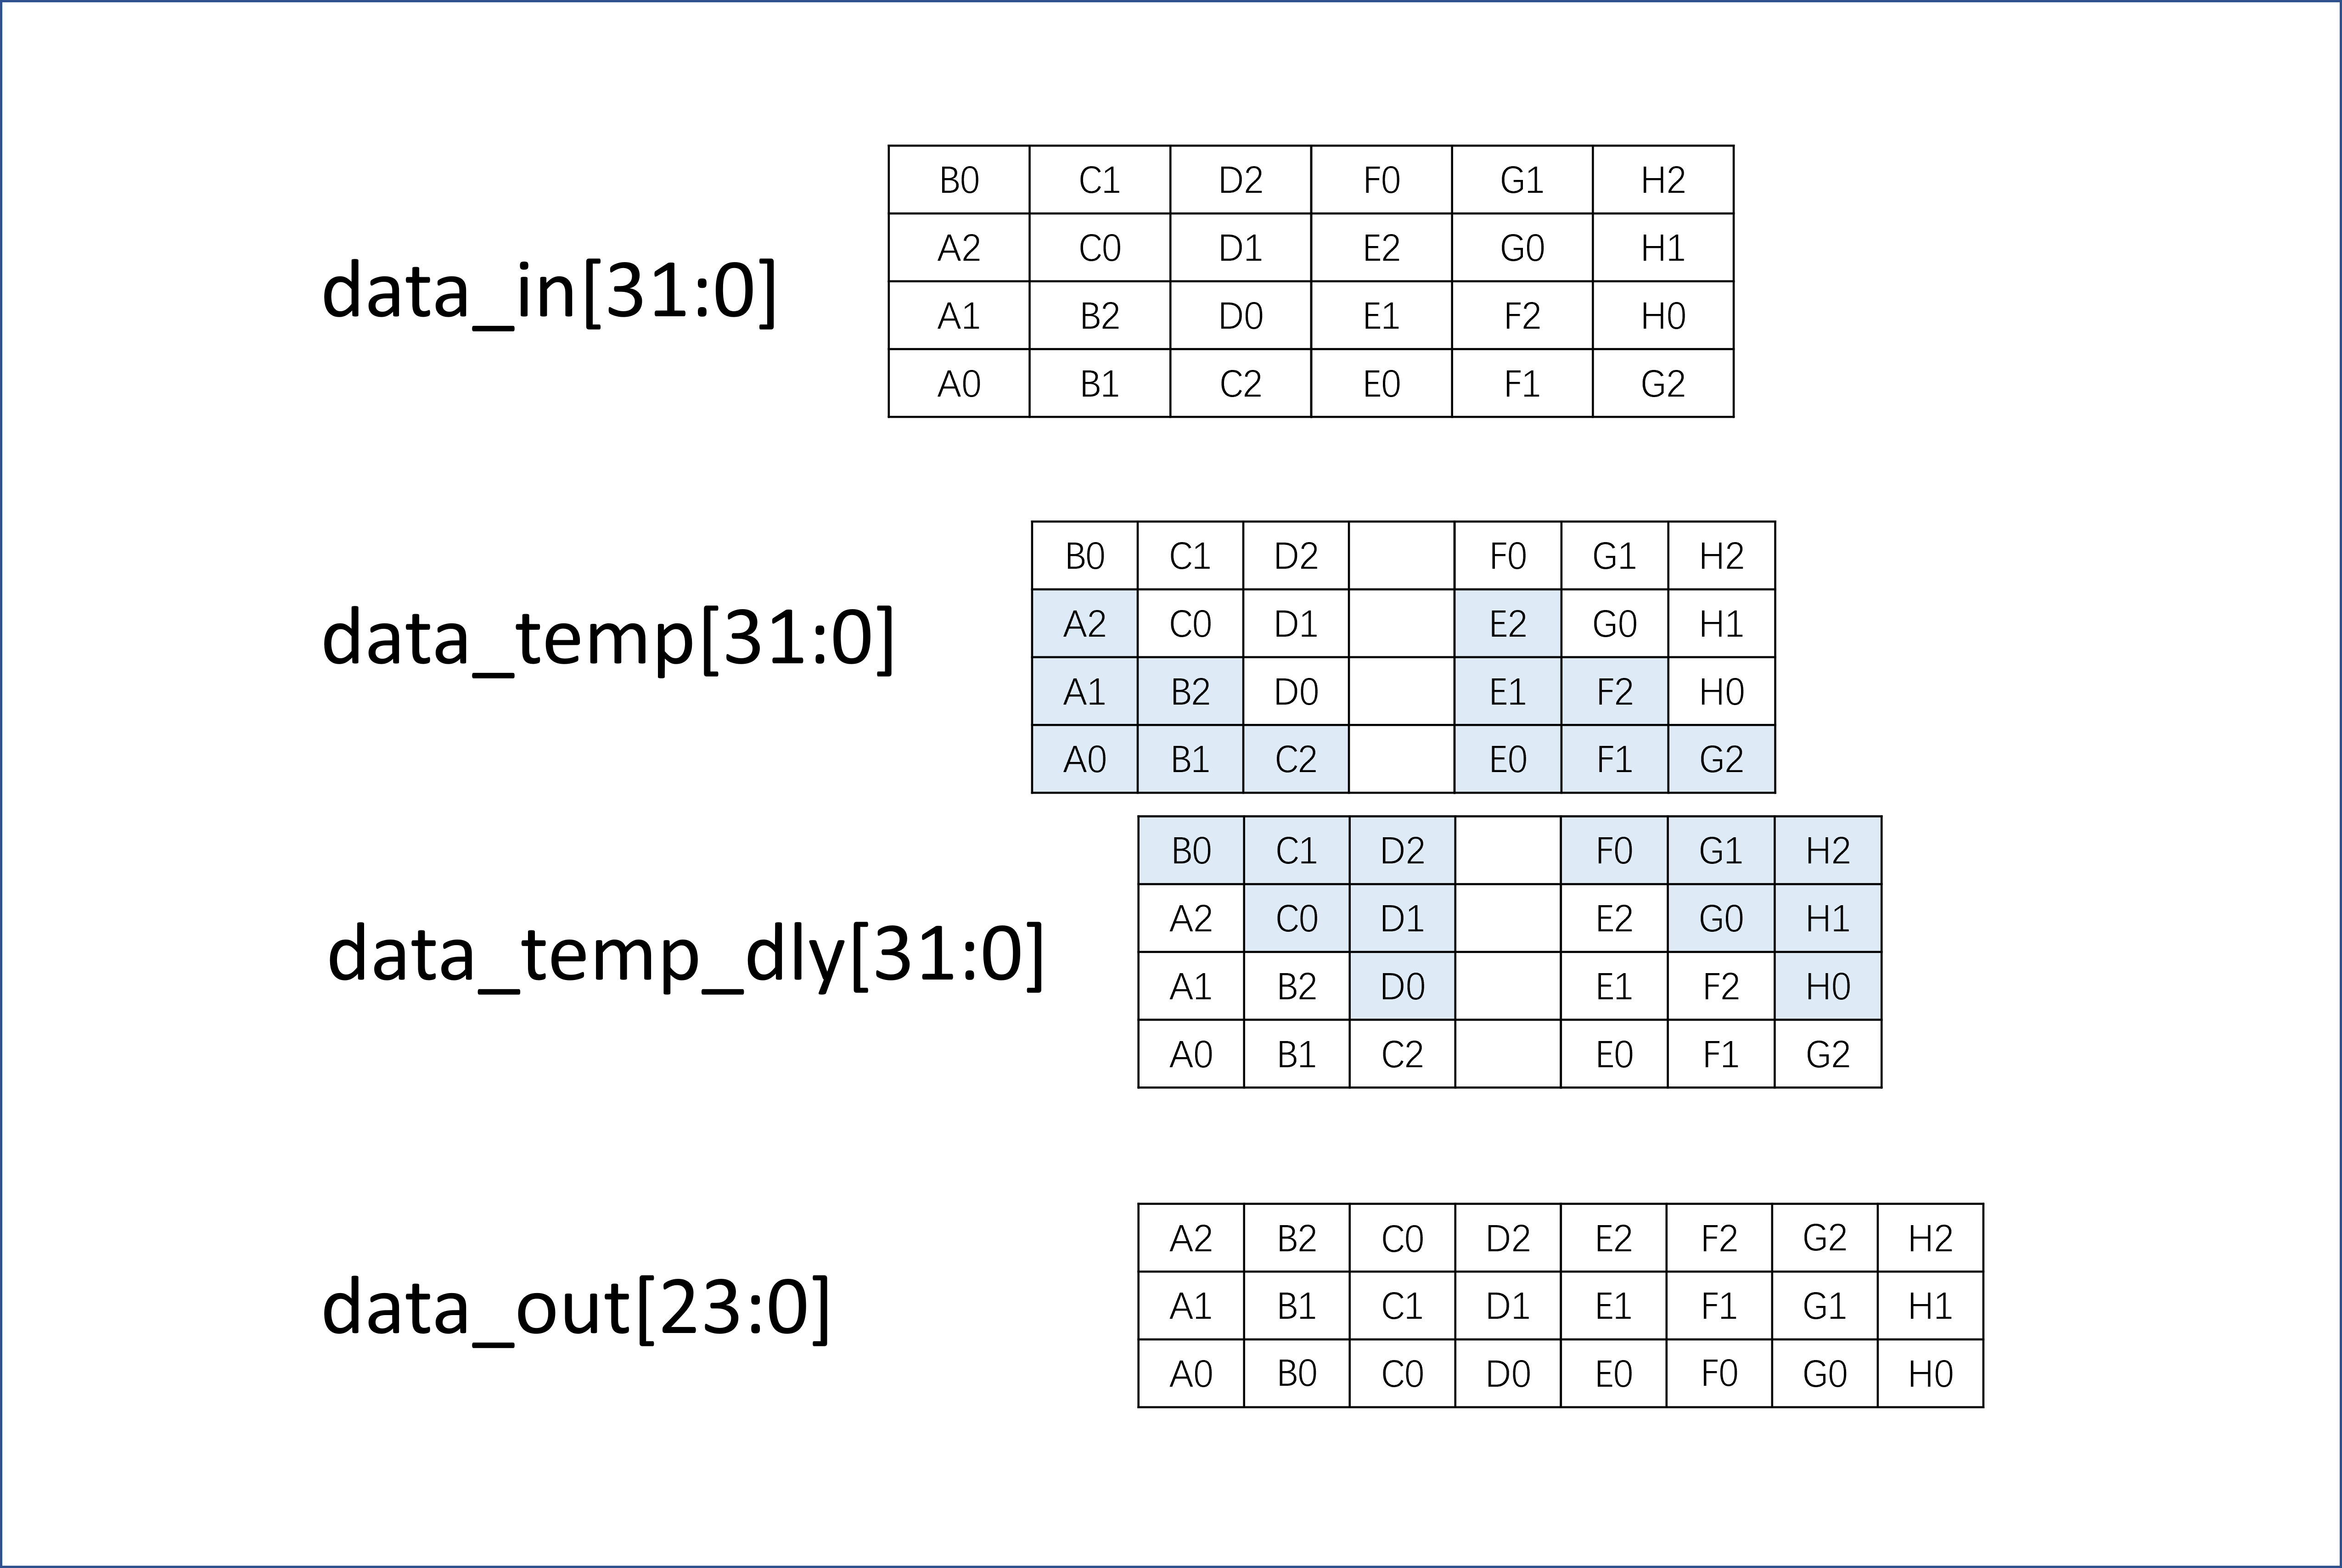 data_in[31:0]
B0 C1 D2 F0 G1 H2
A2 C0 D1 E2 G0 H1
A1 B2 D0 E1 F2 H0
A0 B1 C2 E0 F1 G2
data_temp[31:0]
B0 C1 D2 F0 G1 H2
A2 C0 D1 E2 G0 H1
A1 B2 D0 E1 F2 H0
A0 B1 C2 E0 F1 G2
data_temp_dly[31:0]
B0 C1 D2 F0 G1 H2
A2 C0 D1 E2 G0 H1
A1 B2 D0 E1 F2 H0
A0 B1 C2 E0 F1 G2
data_out[23:0]
A2 B2 C0 D2 E2 F2 G2 H2
A1 B1 C1 D1 E1 F1 G1 H1
A0 B0 C0 D0 E0 F0 G0 H0